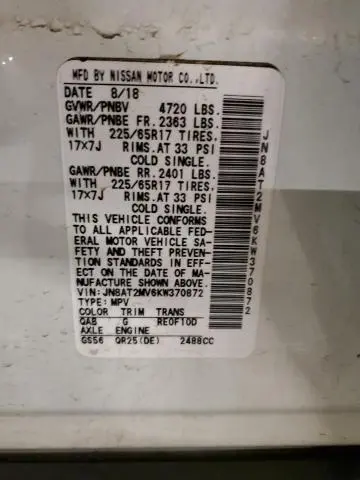 MFD BY NISSAN MOTOR CO.,LTD.
DATE 8/18
GVWR/PNBV 4720 LBS.
GAWR/PNBE FR. 2363 LBS.
WITH 225/65R17 TIRES,
17X7J RIMS.AT 33 PSI
COLD SINGLE.
GAWR/PNBE RR. 2401 LBS.
WITH 225/65R17 TIRES,
17X7J RIMS.AT 33 PSI
COLD SINGLE.
THIS VEHICLE CONFORMS
TO ALL APPLICABLE FED-
ERAL MOTOR VEHICLE SA-
FETY AND THEFT PREVEN-
TION STANDARDS IN EFF-
ECT ON THE DATE OF MA-
NUFACTURE SHOWN ABOVE.
VIN: JN8AT2MV6KW370872
TYPE: MPV
COLOR TRIM TRANS
QAB G RE0F10D
AXLE ENGINE
GS56 QR25(DE) 2488CC
JN8AT2MV6KW370872